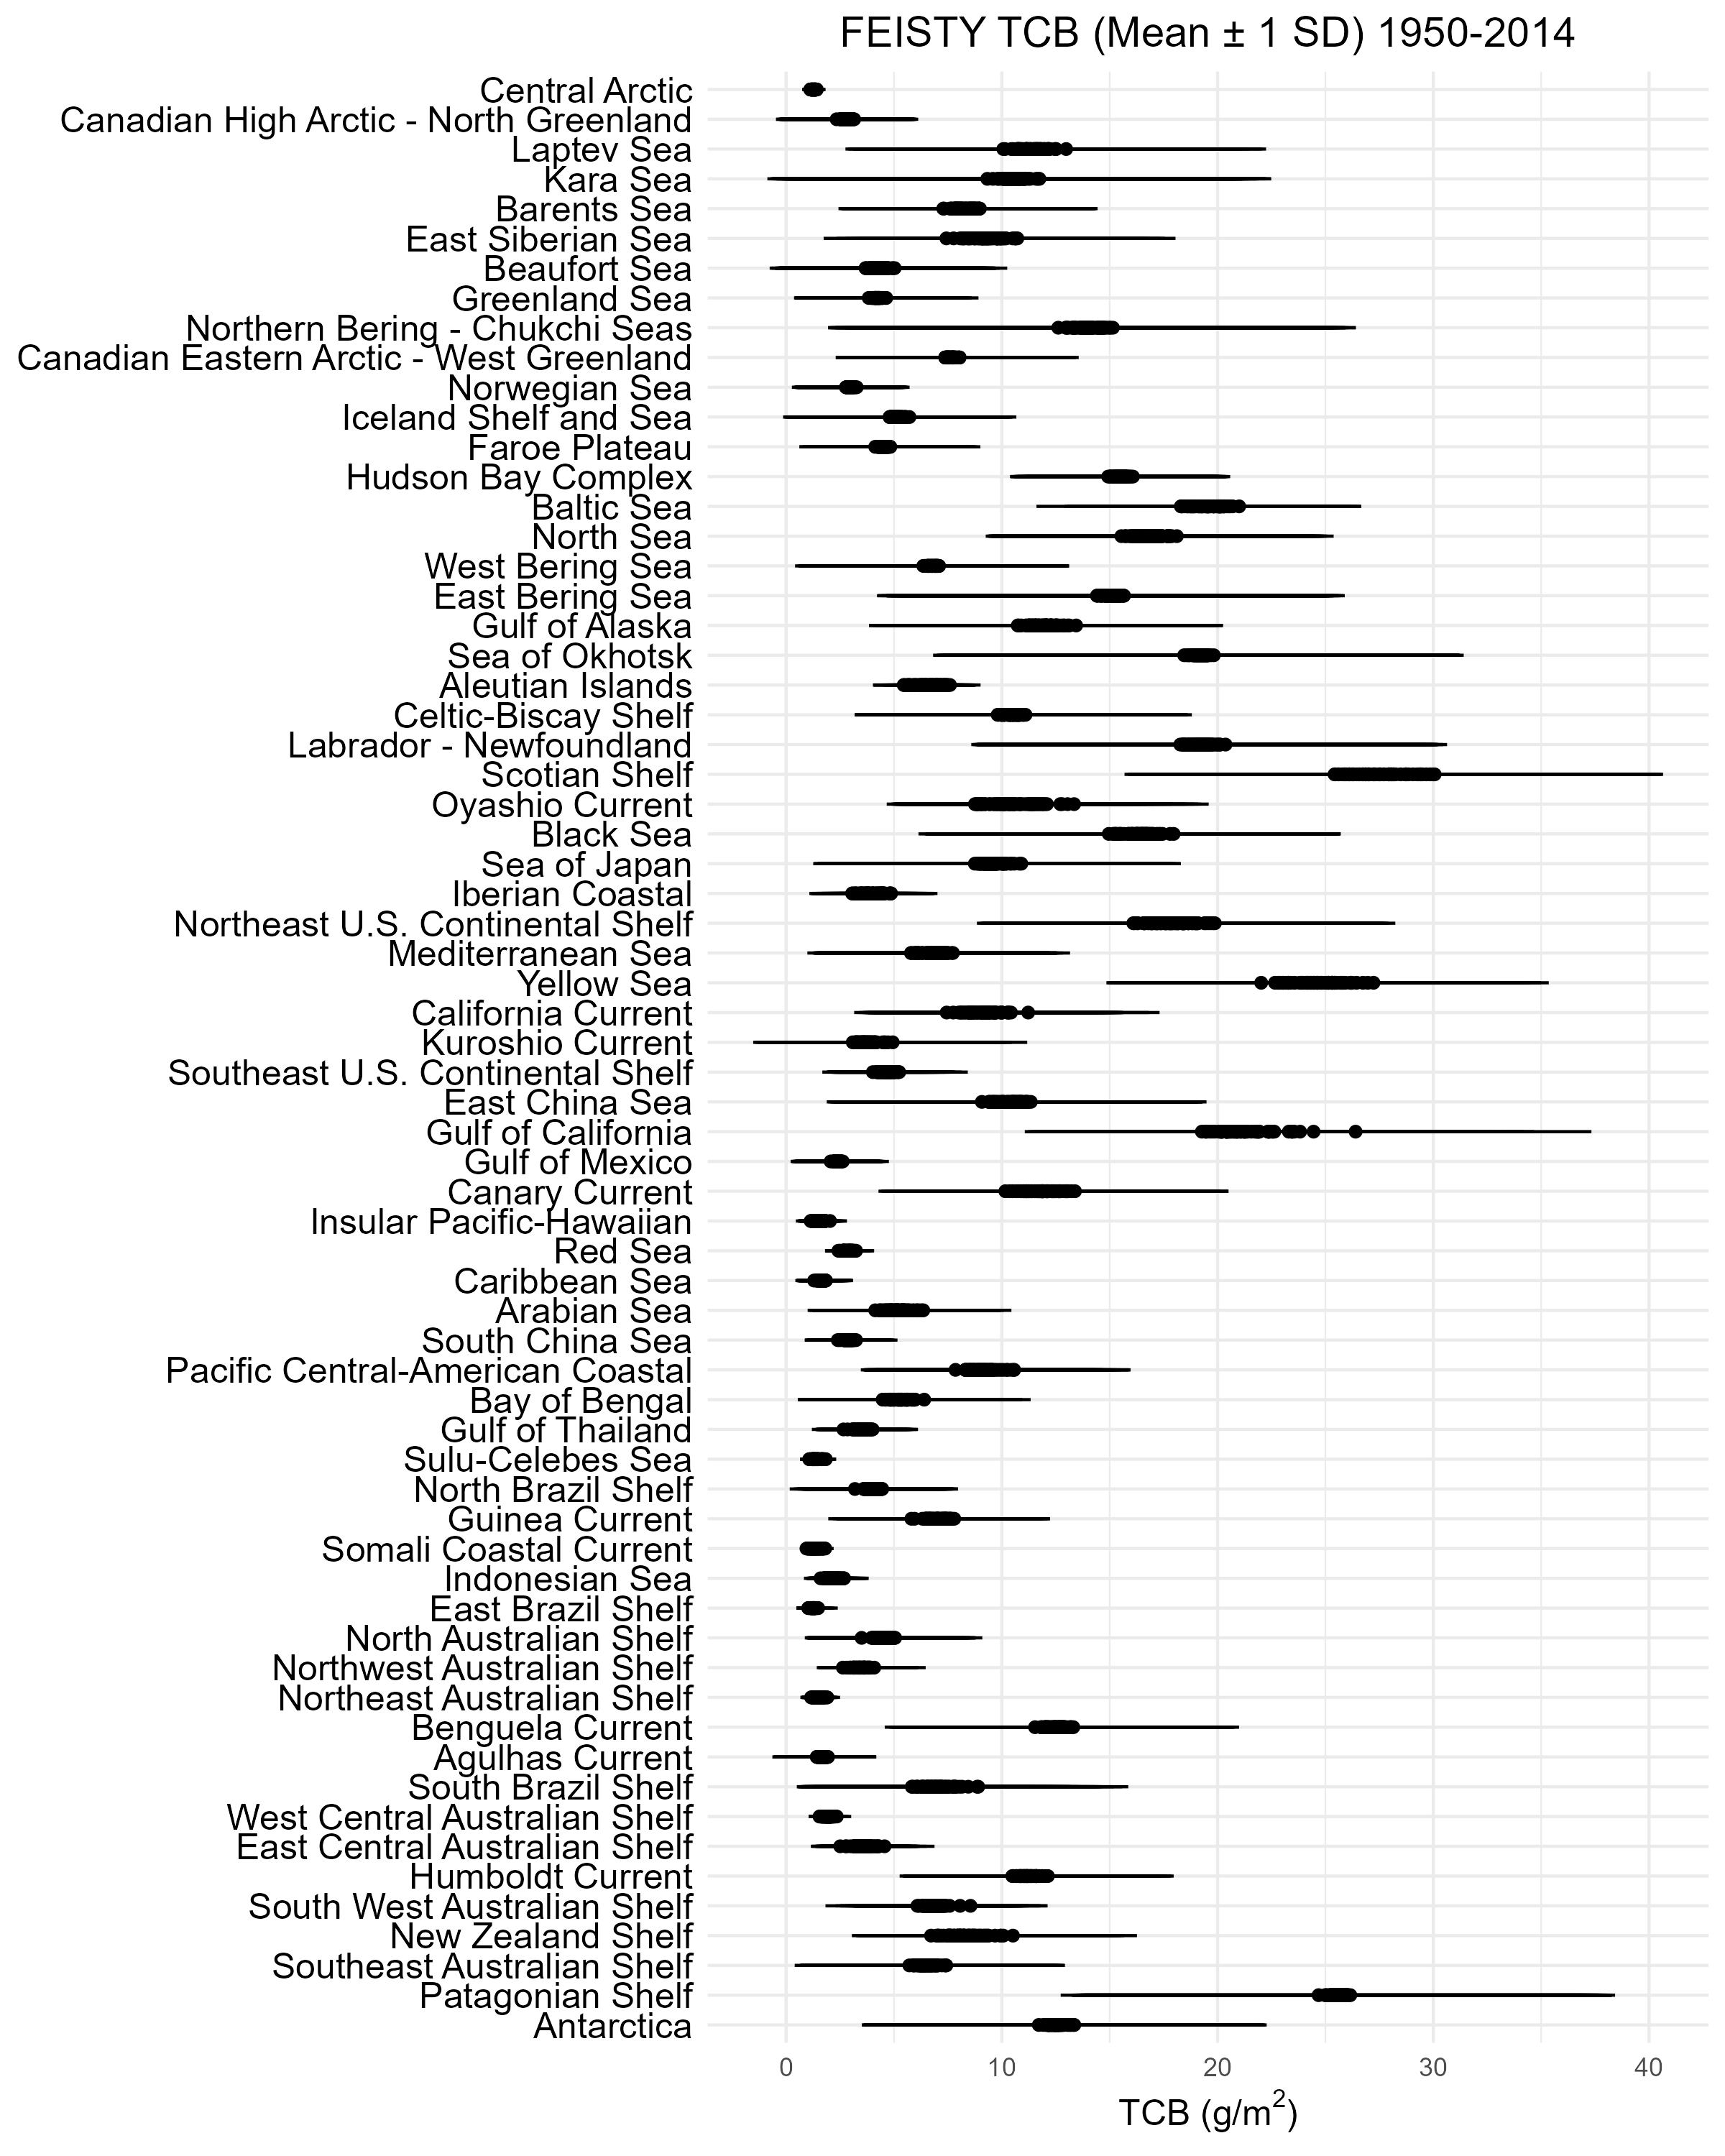 FEISTY TCB (Mean ± 1 SD) 1950-2014
Central Arctic
Canadian High Arctic - North Greenland
Laptev Sea
Kara Sea
Barents Sea
East Siberian Sea
Beaufort Sea
Greenland Sea
Northern Bering - Chukchi Seas
Canadian Eastern Arctic - West Greenland
Norwegian Sea
Iceland Shelf and Sea
Faroe Plateau
Hudson Bay Complex
Baltic Sea
North Sea
West Bering Sea
East Bering Sea
Gulf of Alaska
Sea of Okhotsk
Aleutian Islands
Celtic-Biscay Shelf
Labrador - Newfoundland
Scotian Shelf
Oyashio Current
Black Sea
Sea of Japan
Iberian Coastal
Northeast U.S. Continental Shelf
Mediterranean Sea
Yellow Sea
California Current
Kuroshio Current
Southeast U.S. Continental Shelf
East China Sea
Gulf of California
Gulf of Mexico
Canary Current
Insular Pacific-Hawaiian
Red Sea
Caribbean Sea
Arabian Sea
South China Sea
Pacific Central-American Coastal
Bay of Bengal
Gulf of Thailand
Sulu-Celebes Sea
North Brazil Shelf
Guinea Current
Somali Coastal Current
Indonesian Sea
East Brazil Shelf
North Australian Shelf
Northwest Australian Shelf
Northeast Australian Shelf
Benguela Current
Agulhas Current
South Brazil Shelf
West Central Australian Shelf
East Central Australian Shelf
Humboldt Current
South West Australian Shelf
New Zealand Shelf
Southeast Australian Shelf
Patagonian Shelf
Antarctica
0 10 20 30 40
TCB (g/m²)